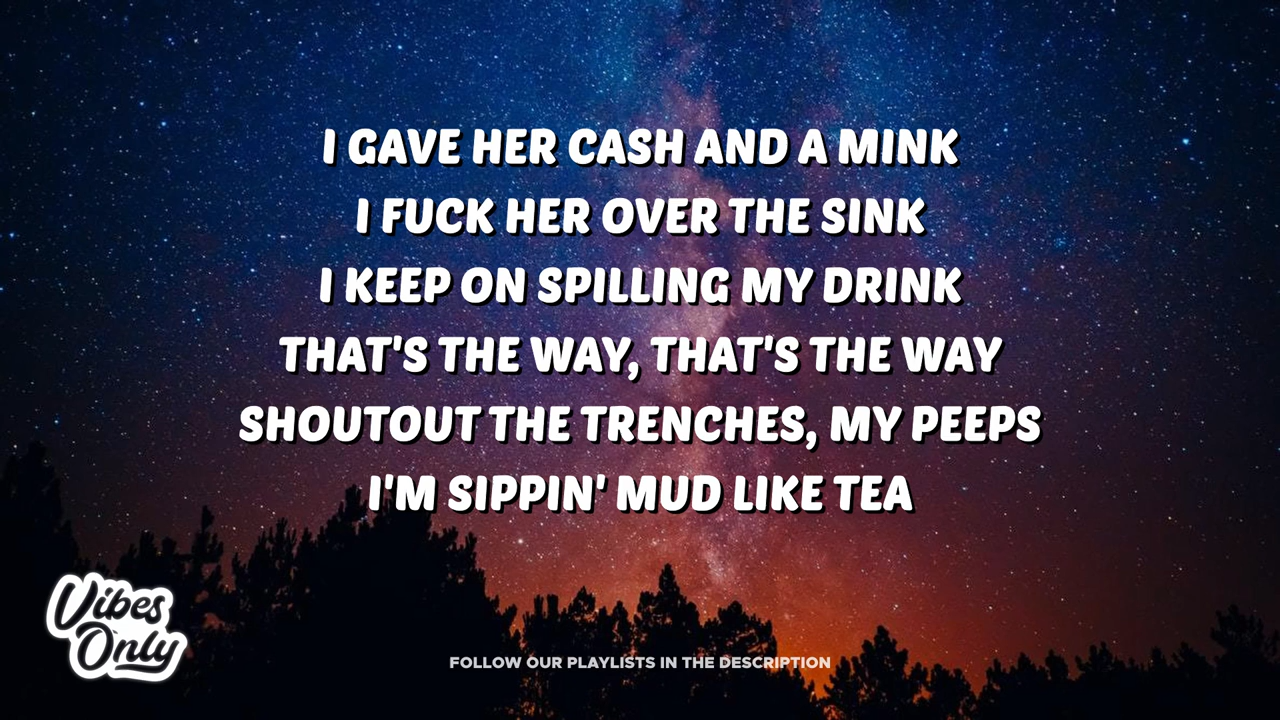 I GAVE HER CASH AND A MINK
I FUCK HER OVER THE SINK
I KEEP ON SPILLING MY DRINK
THAT'S THE WAY, THAT'S THE WAY
SHOUTOUT THE TRENCHES, MY PEEPS
I'M SIPPIN' MUD LIKE TEA
Vibes
Only
FOLLOW OUR PLAYLISTS IN THE DESCRIPTION